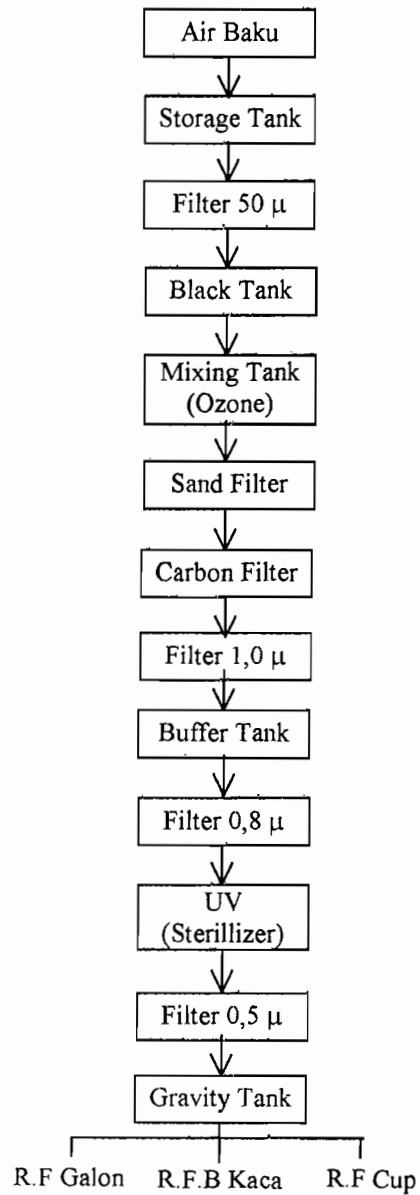 Air Baku
Storage Tank
Filter 50 μ
Black Tank
Mixing Tank
(Ozone)
Sand Filter
Carbon Filter
Filter 1,0 μ
Buffer Tank
Filter 0,8 μ
UV
(Sterillizer)
Filter 0,5 μ
Gravity Tank
R.F Galon R.F.B Kaca R.F Cup